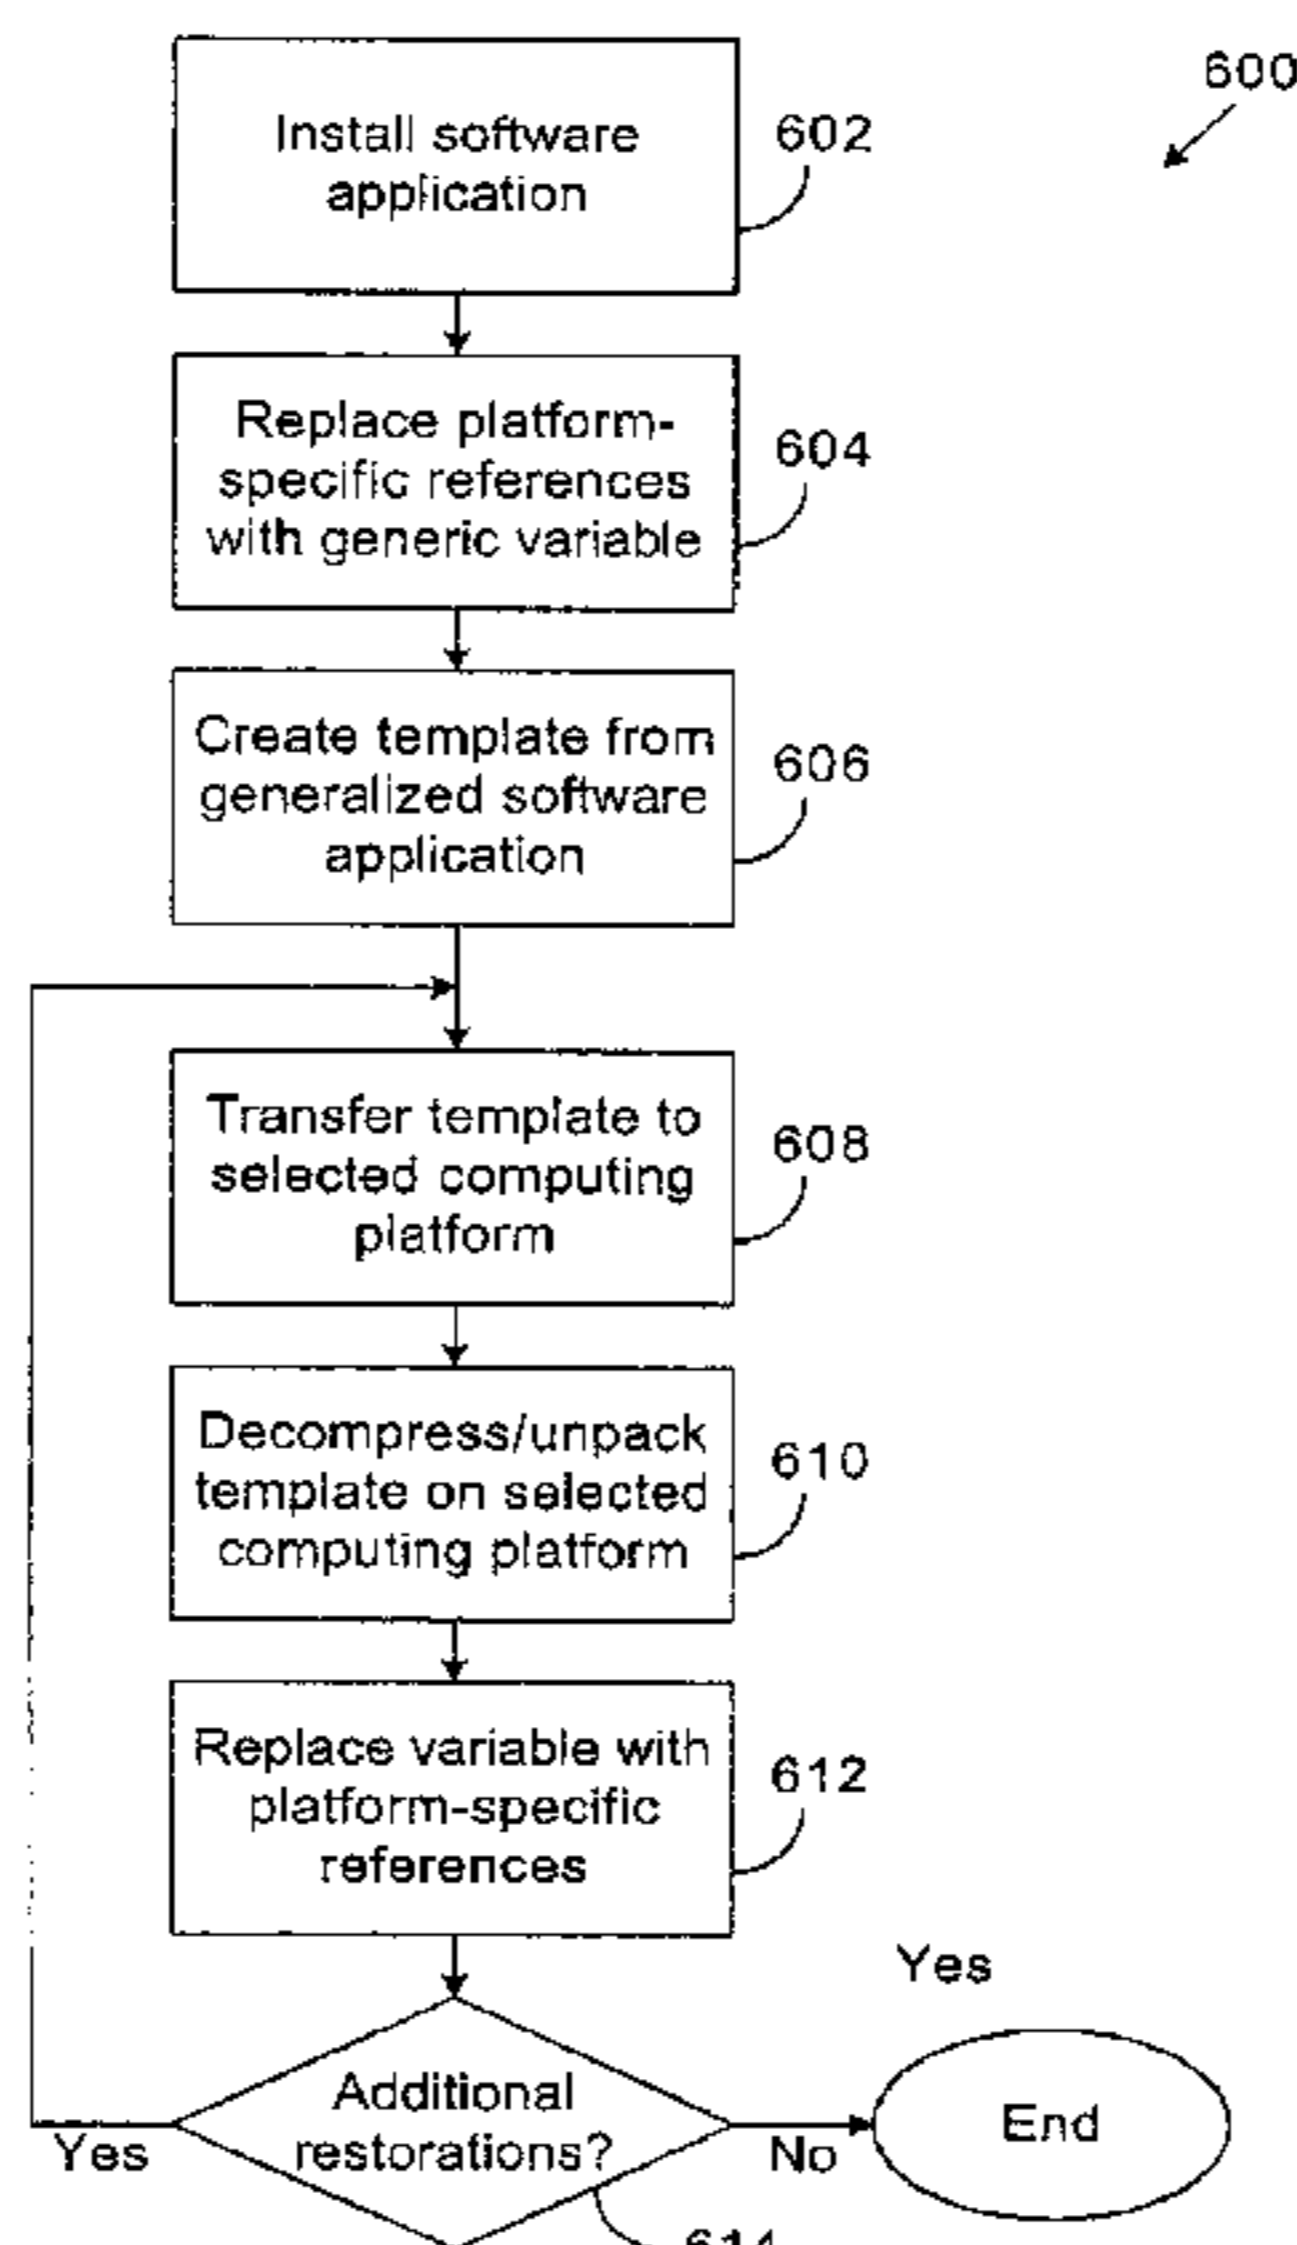 600
Install software
application
602
Replace platform-
specific references
with generic variable
604
Create template from
generalized software
application
606
Transfer template to
selected computing
platform
608
Decompress/unpack
template on selected
computing platform
610
Replace variable with
platform-specific
references
612
Yes
Additional
restorations?
Yes
No
End
614